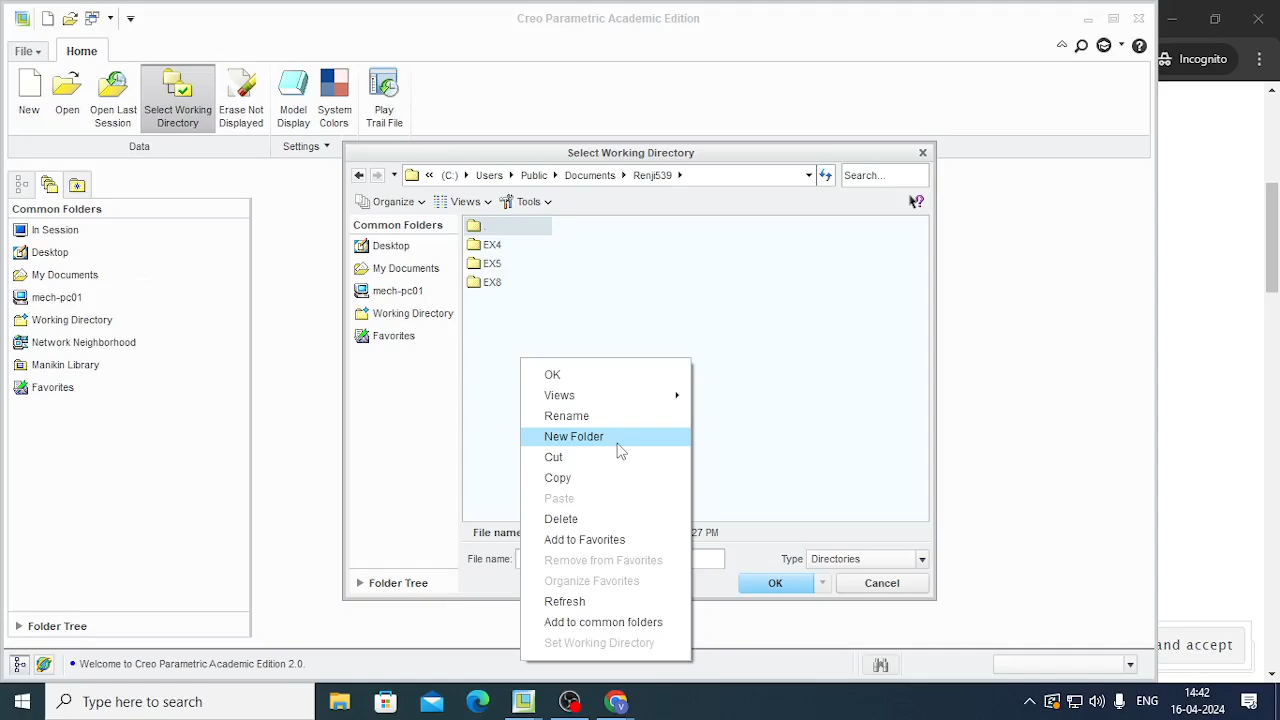 Creo Parametric Academic Edition
File
Home
Incognito
New
Open
Open Last
Session
Select Working
Directory
Erase Not
Displayed
Model
Display
System
Colors
Play
Trail File
Data
Settings
Select Working Directory
« (C:) Users Public Documents Renji539
Search...
Organize
Views
Tools
Common Folders
In Session
Desktop
My Documents
mech-pc01
Working Directory
Network Neighborhood
Manikin Library
Favorites
Folder Tree
Common Folders
Desktop
My Documents
mech-pc01
Working Directory
Favorites
Folder Tree
.
EX4
EX5
EX8
OK
Views
Rename
New Folder
Cut
Copy
Paste
Delete
Add to Favorites
Remove from Favorites
Organize Favorites
Refresh
Add to common folders
Set Working Directory
File name
27 PM
File name:
Type
Directories
OK
Cancel
and accept
• Welcome to Creo Parametric Academic Edition 2.0.
Type here to search
ENG
14:42
16-04-2024